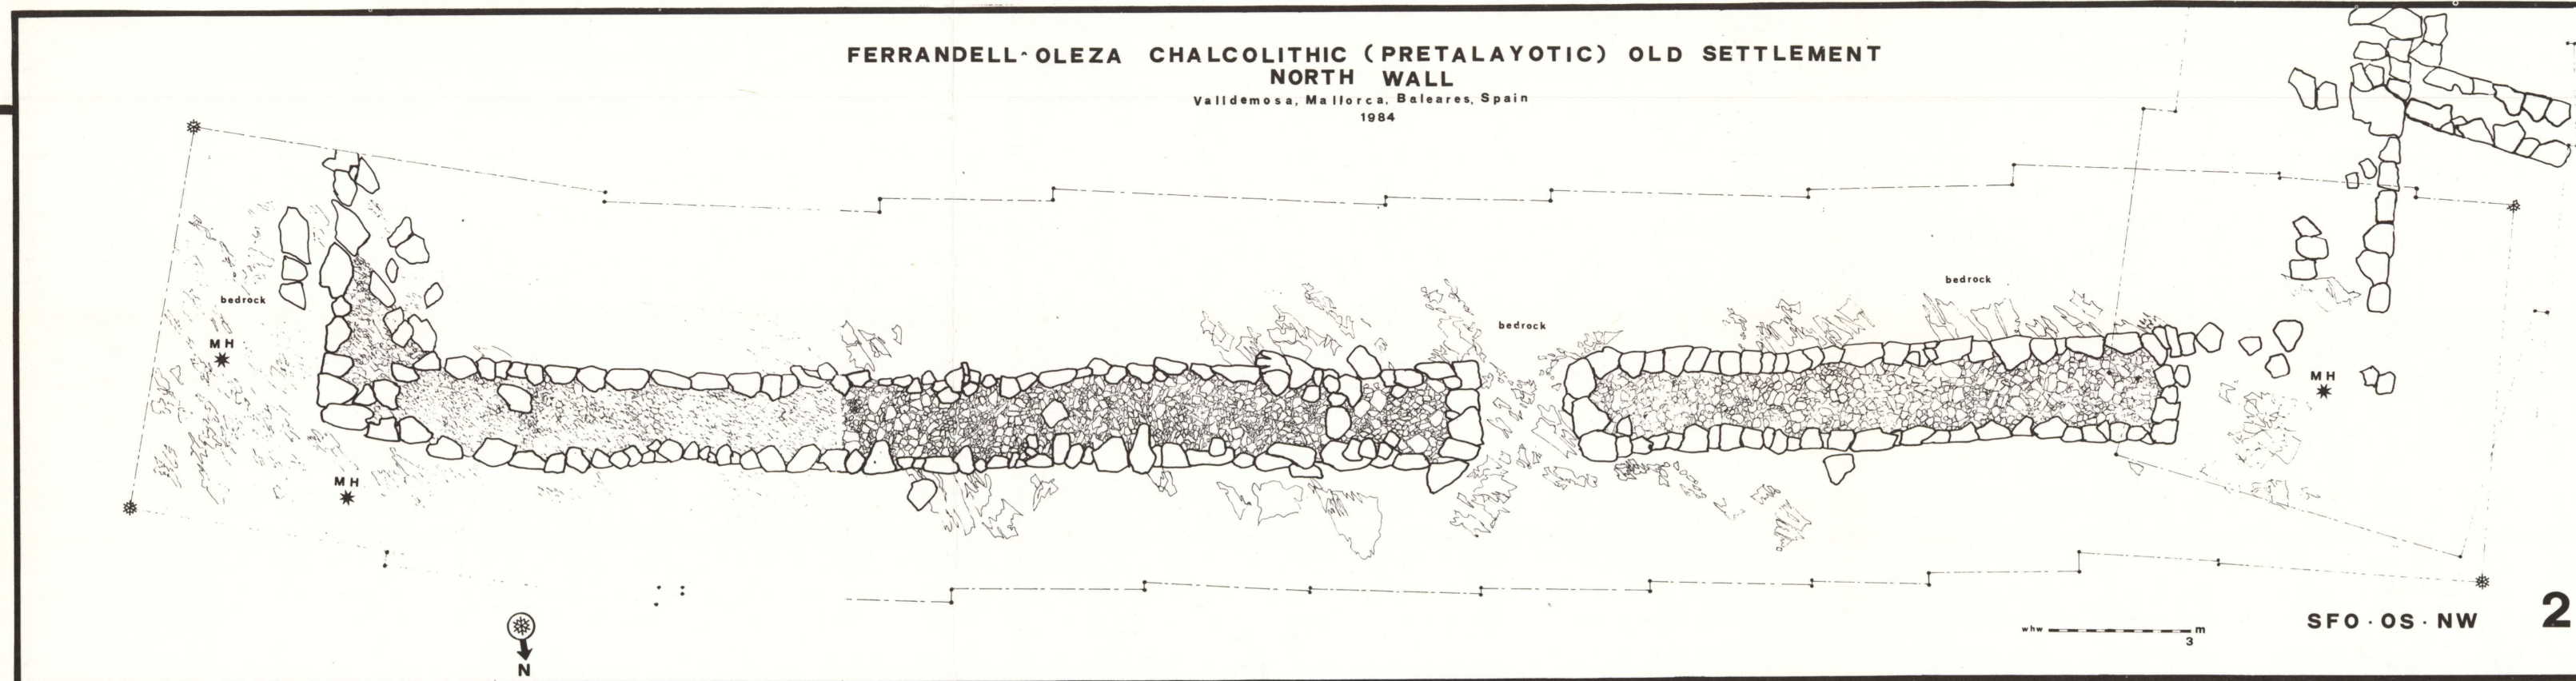 FERRANDELL-OLEZA CHALCOLITHIC (PRETALAYOTIC) OLD SETTLEMENT
NORTH WALL
Valldemosa, Mallorca, Baleares, Spain
1984
bedrock
bedrock
bedrock
MH
MH
MH
N
whw
m
3
SFO·OS·NW
2